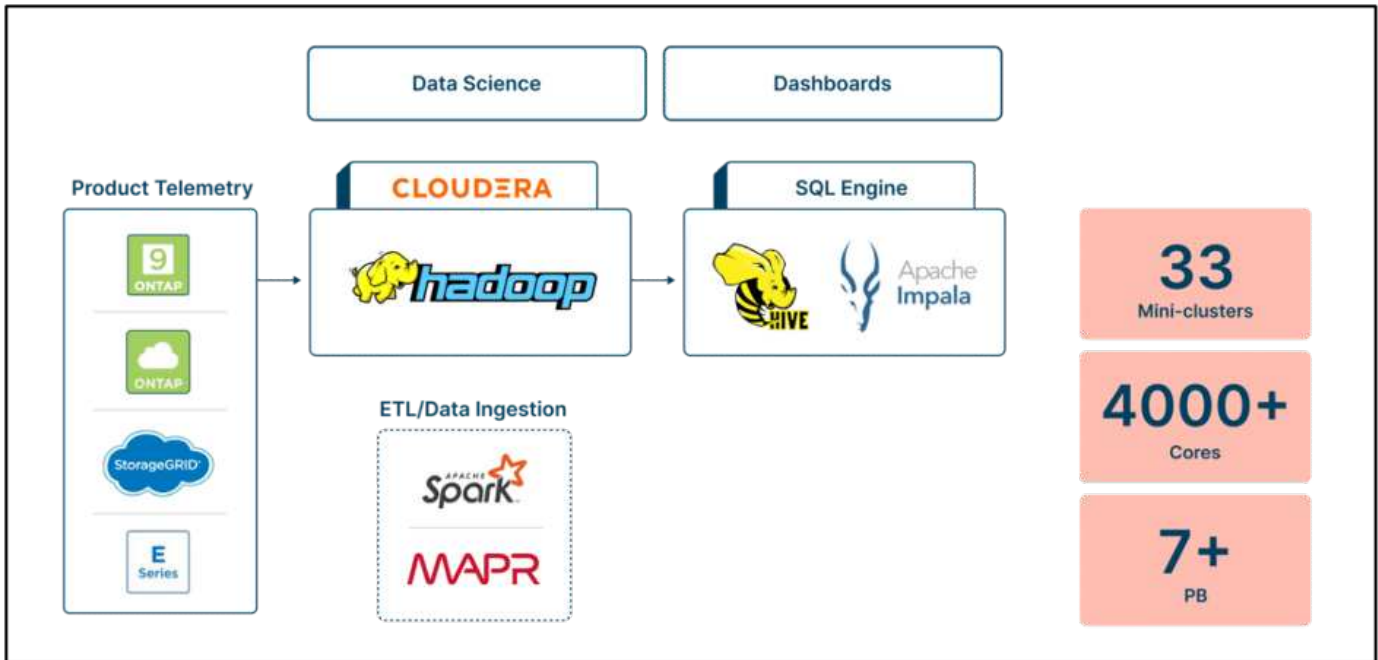 Data Science
Dashboards
Product Telemetry
CLOUDERA
SQL Engine
9
ONTAP
hadoop
HIVE
Apache
Impala
33
Mini-clusters
ONTAP
ETL/Data Ingestion
4000+
Cores
StorageGRID
APACHE
Spark
E
Series
MAPR
7+
PB